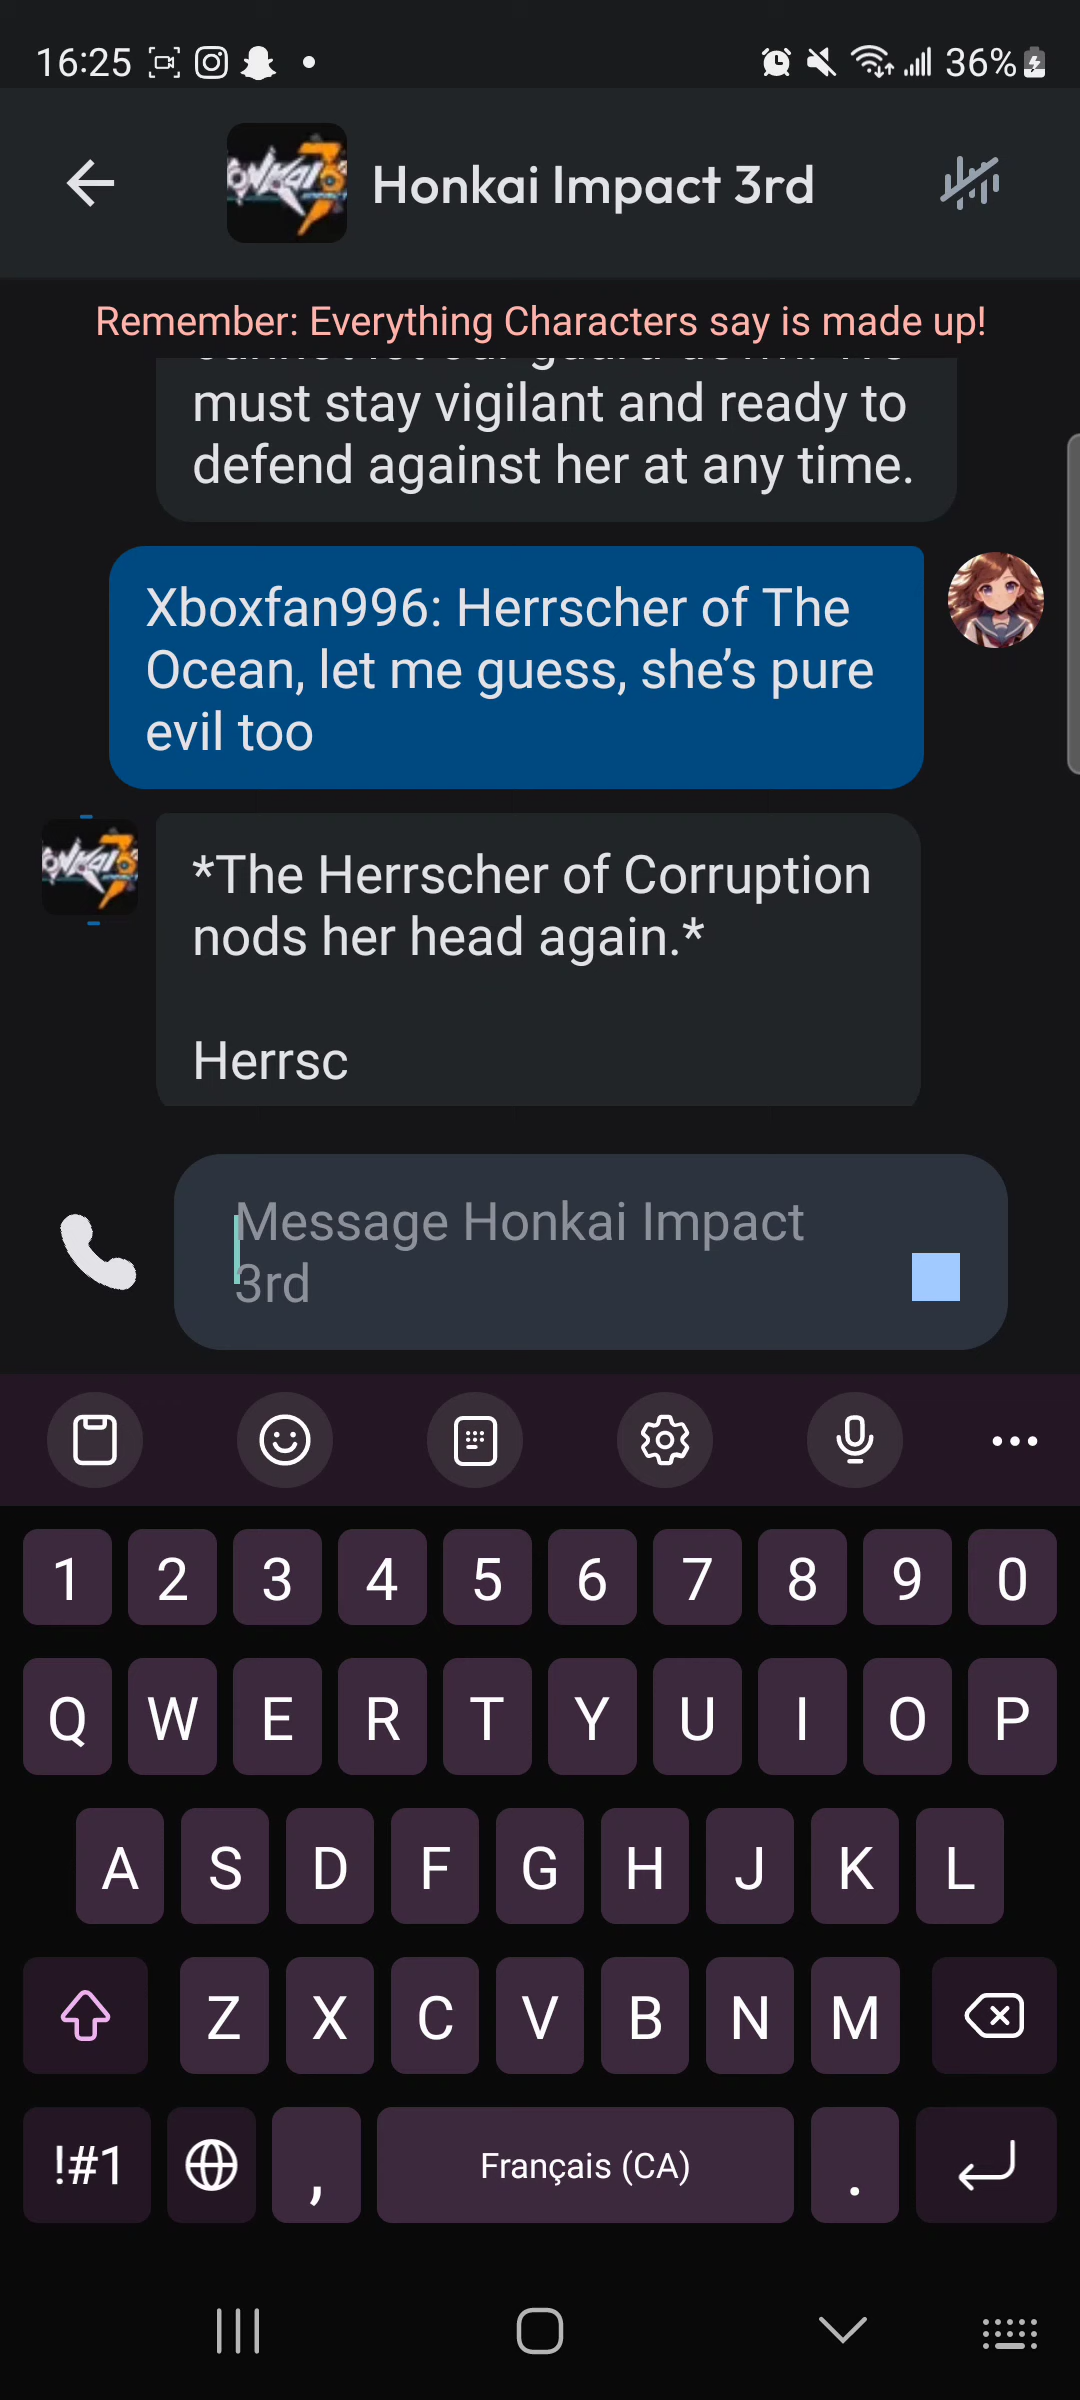 16:25
36%
Honkai Impact 3rd
Remember: Everything Characters say is made up!
must stay vigilant and ready to
defend against her at any time.
Xboxfan996: Herrscher of The
Ocean, let me guess, she’s pure
evil too
*The Herrscher of Corruption
nods her head again.*
Herrsc
Message Honkai Impact
3rd
1 2 3 4 5 6 7 8 9 0
Q W E R T Y U I O P
A S D F G H J K L
Z X C V B N M
!#1 , Français (CA) .